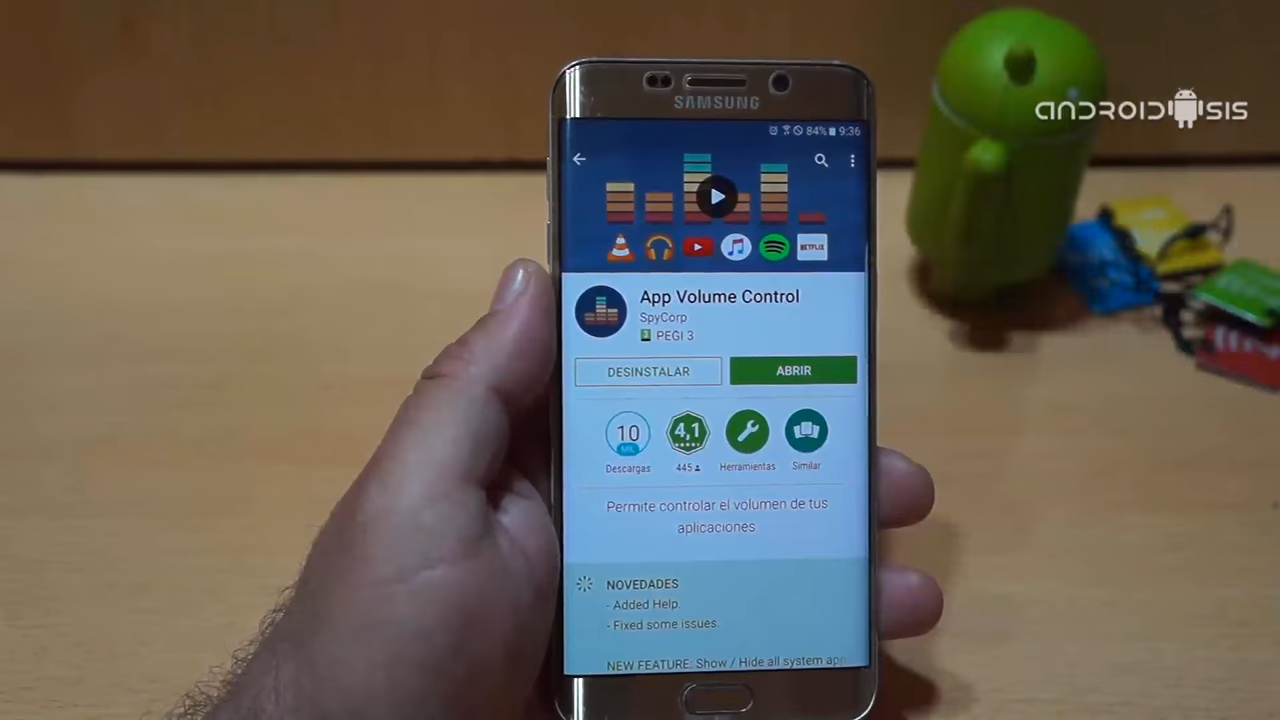 ANDROIDSIS
SAMSUNG
84% 9:36
NETFLIX
App Volume Control
SpyCorp
3 PEGI 3
DESINSTALAR
ABRIR
10
MIL
4,1
Descargas
445
Herramientas
Similar
Permite controlar el volumen de tus
aplicaciones
NOVEDADES
- Added Help.
- Fixed some issues.
NEW FEATURE: Show / Hide all system app